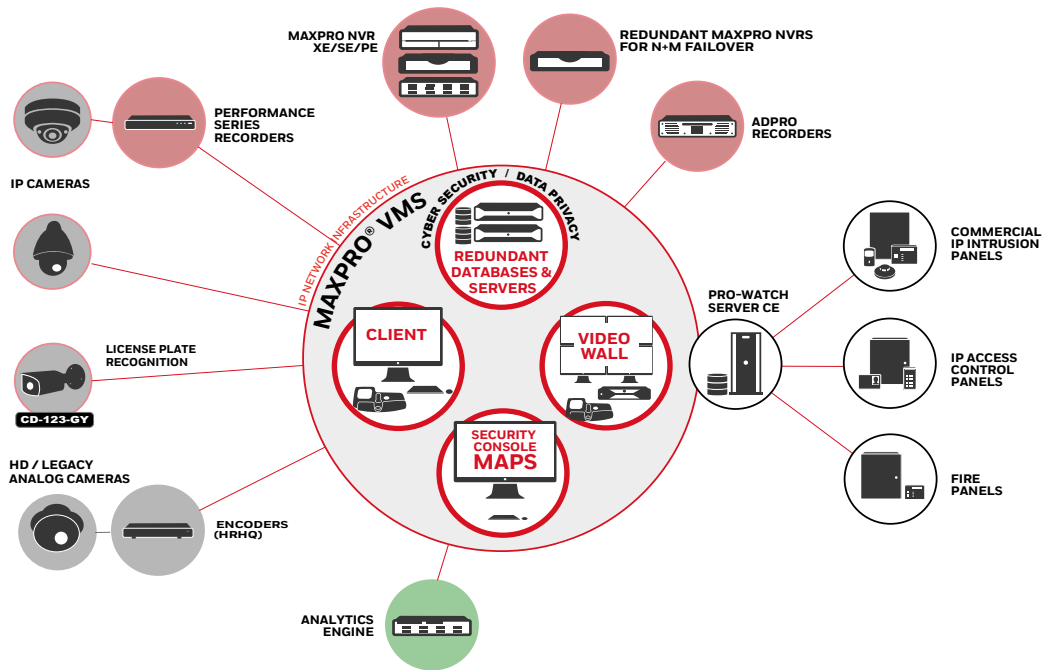 MAXPRO NVR
XE/SE/PE
REDUNDANT MAXPRO NVRS
FOR N+M FAILOVER
PERFORMANCE
SERIES
RECORDERS
ADPRO
RECORDERS
IP CAMERAS
IP NETWORK INFRASTRUCTURE
MAXPRO® VMS
CYBER SECURITY / DATA PRIVACY
REDUNDANT
DATABASES &
SERVERS
COMMERCIAL
IP INTRUSION
PANELS
PRO-WATCH
SERVER CE
CLIENT
VIDEO
WALL
LICENSE PLATE
RECOGNITION
IP ACCESS
CONTROL
PANELS
CD-123-GY
SECURITY
CONSOLE
MAPS
HD / LEGACY
ANALOG CAMERAS
ENCODERS
(HRHQ)
FIRE
PANELS
ANALYTICS
ENGINE